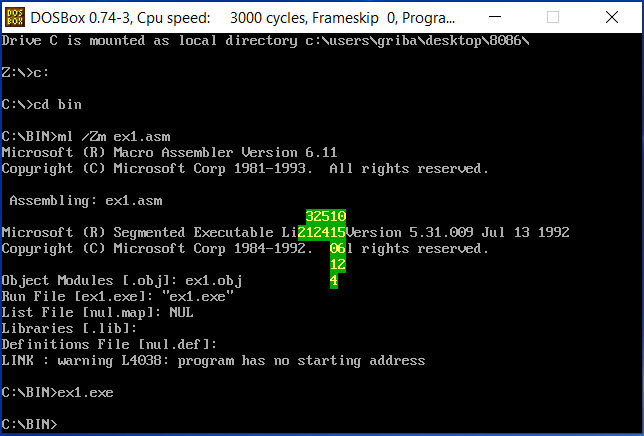 DOS BOX
DOSBox 0.74-3, Cpu speed:    3000 cycles, Frameskip  0, Progra...
Drive C is mounted as local directory c:\users\griba\desktop\8086\
Z:\>c:
C:\>cd bin
C:\BIN>ml /Zm ex1.asm
Microsoft (R) Macro Assembler Version 6.11
Copyright (C) Microsoft Corp 1981-1993.  All rights reserved.
 Assembling: ex1.asm
32510
Microsoft (R) Segmented Executable Li212415Version 5.31.009 Jul 13 1992
Copyright (C) Microsoft Corp 1984-1992.  06l rights reserved.
12
Object Modules [.obj]: ex1.obj           4
Run File [ex1.exe]: "ex1.exe"
List File [nul.map]: NUL
Libraries [.lib]:
Definitions File [nul.def]:
LINK : warning L4038: program has no starting address
C:\BIN>ex1.exe
C:\BIN>